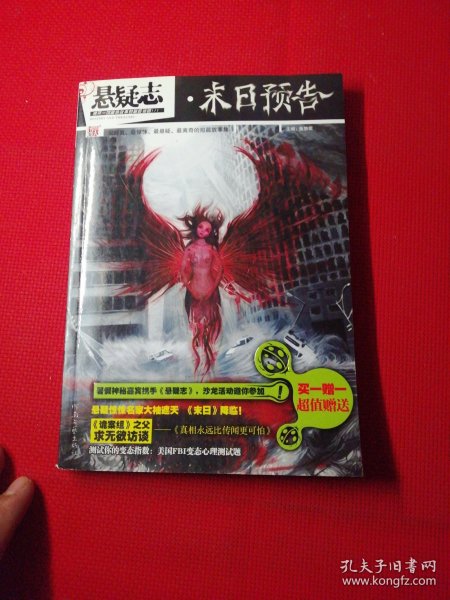 悬疑志
·末日预告
最好看、最惊悚、最悬疑、最离奇的短篇故事集
暑假神秘嘉宾携手《悬疑志》，沙龙活动邀你参加
！
买一赠一
超值赠送
悬疑惊悚名家大袖遮天 《末日》降临！
《诡案组》之父
求无欲访谈——《真相永远比传闻更可怕》
测试你的变态指数：美国FBI变态心理测试题
孔夫子旧书网
www.kongfz.com